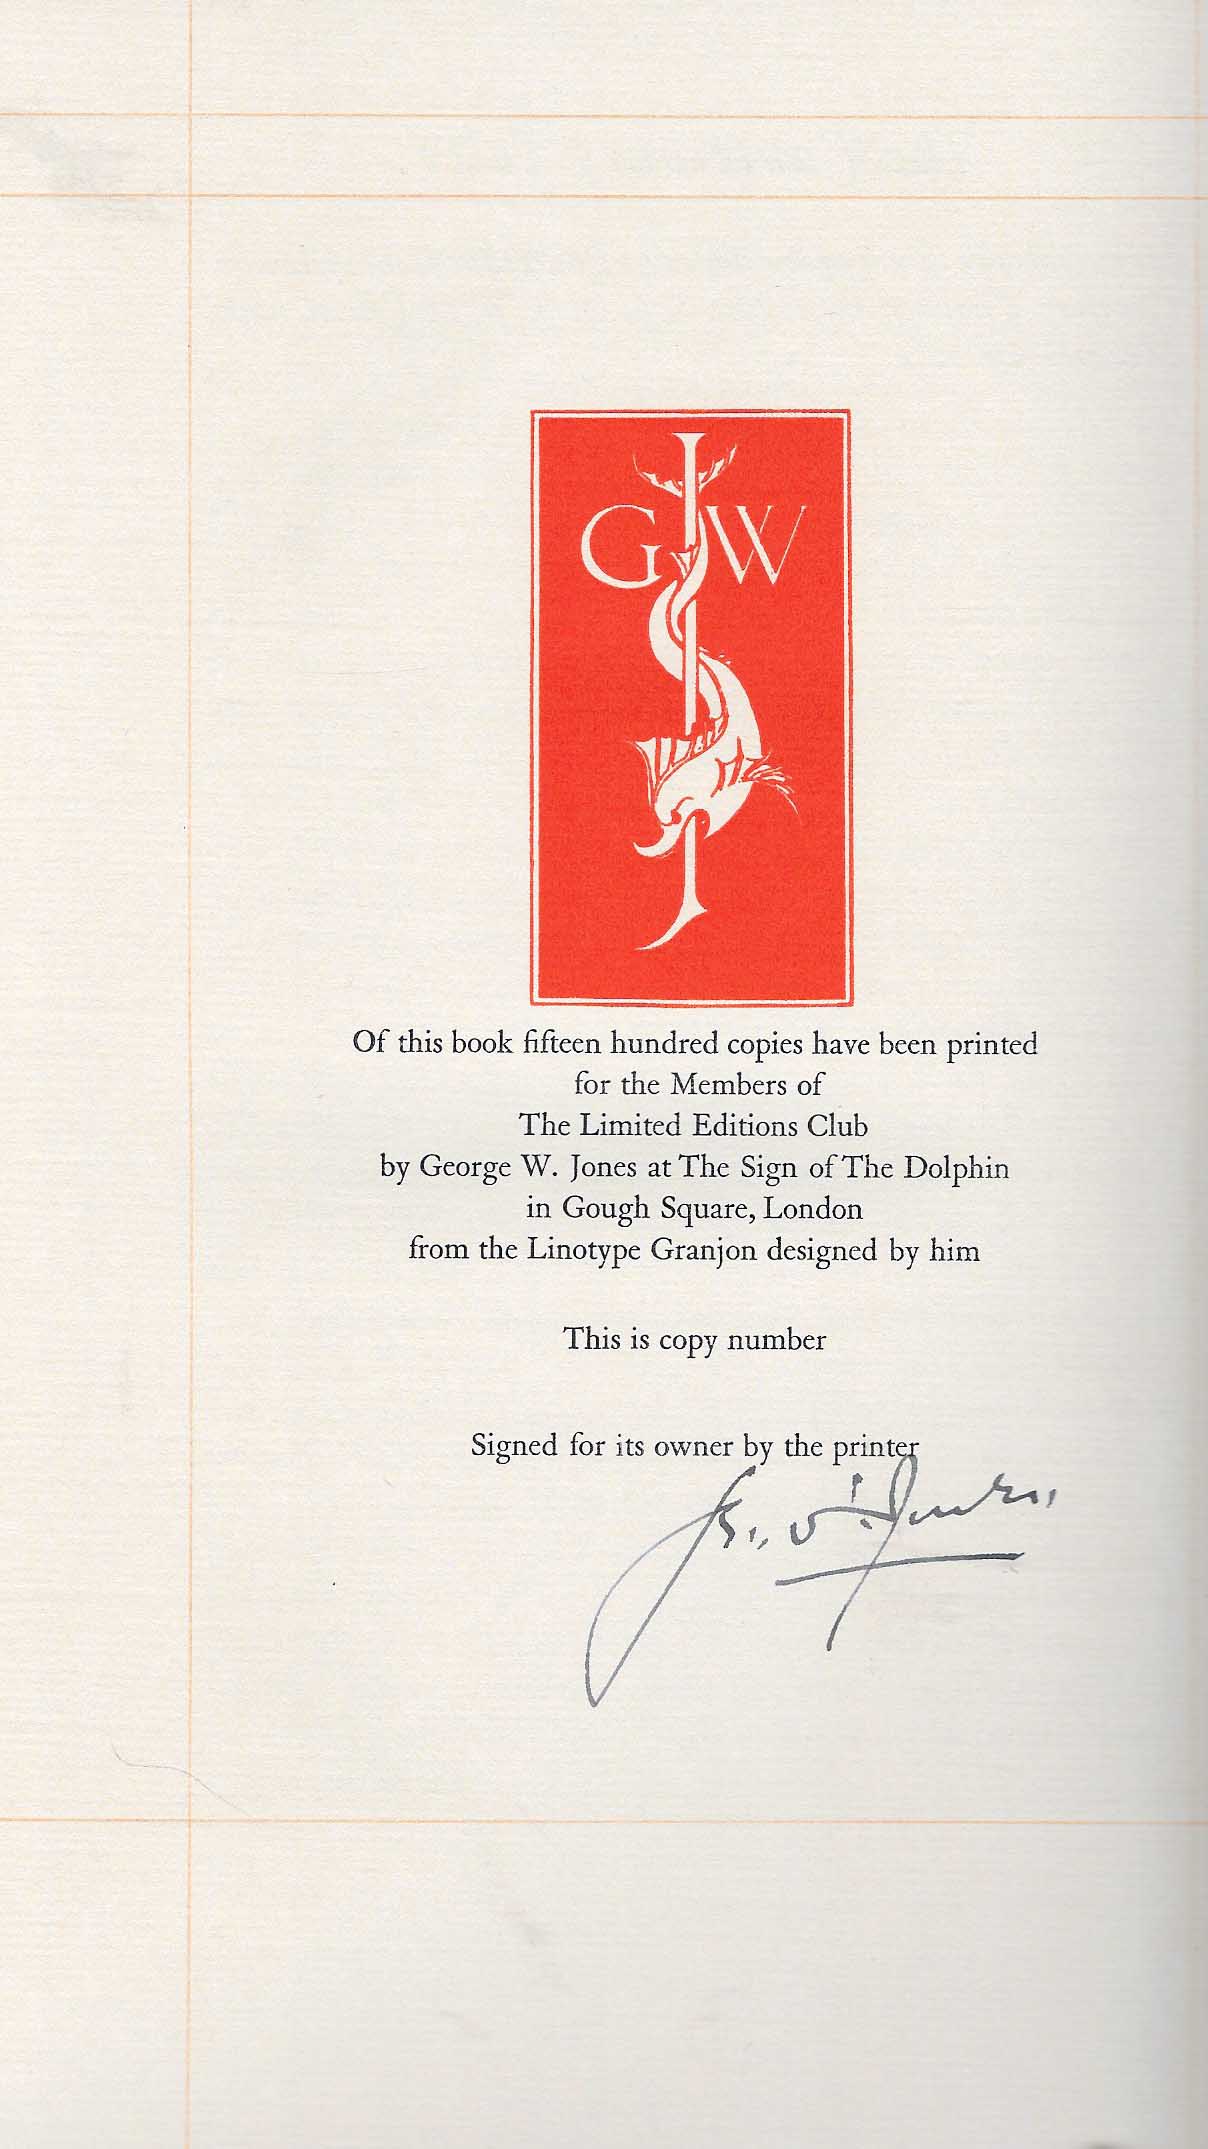 G J W
Of this book fifteen hundred copies have been printed
for the Members of
The Limited Editions Club
by George W. Jones at The Sign of The Dolphin
in Gough Square, London
from the Linotype Granjon designed by him
This is copy number
Signed for its owner by the printer